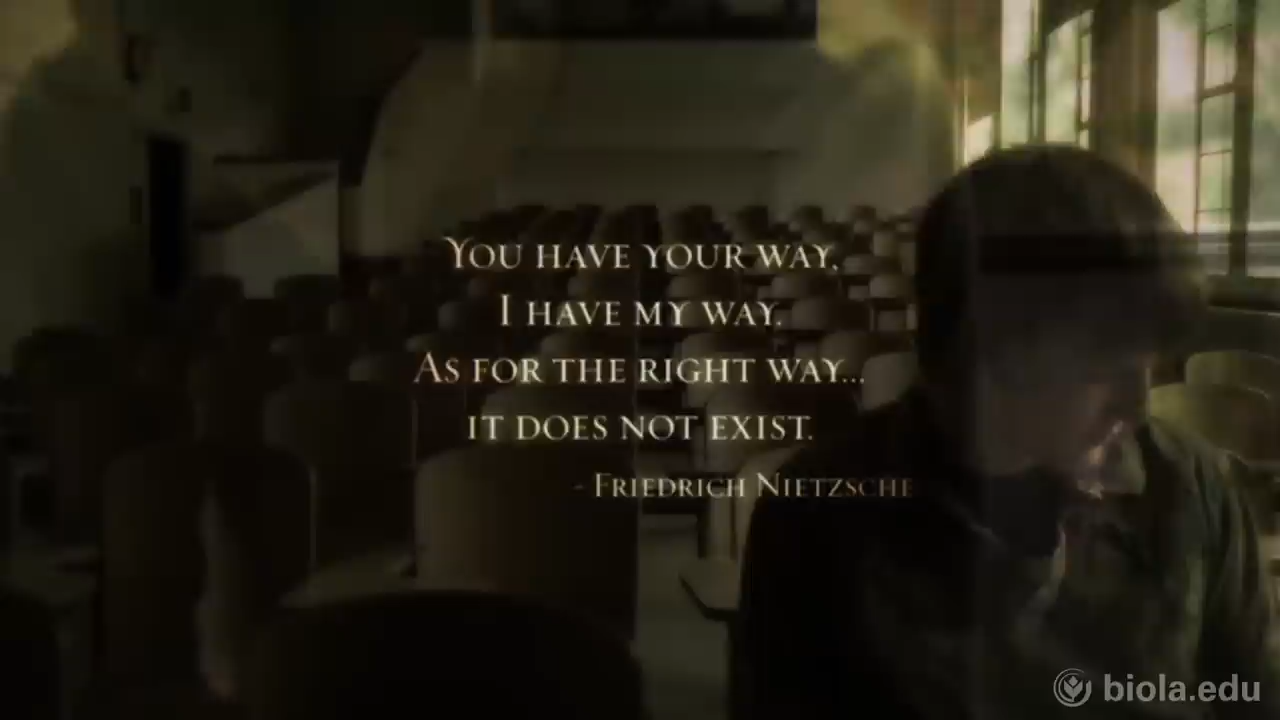 You have your way,
I have my way.
As for the right way...
it does not exist.
- Friedrich Nietzsche
biola.edu